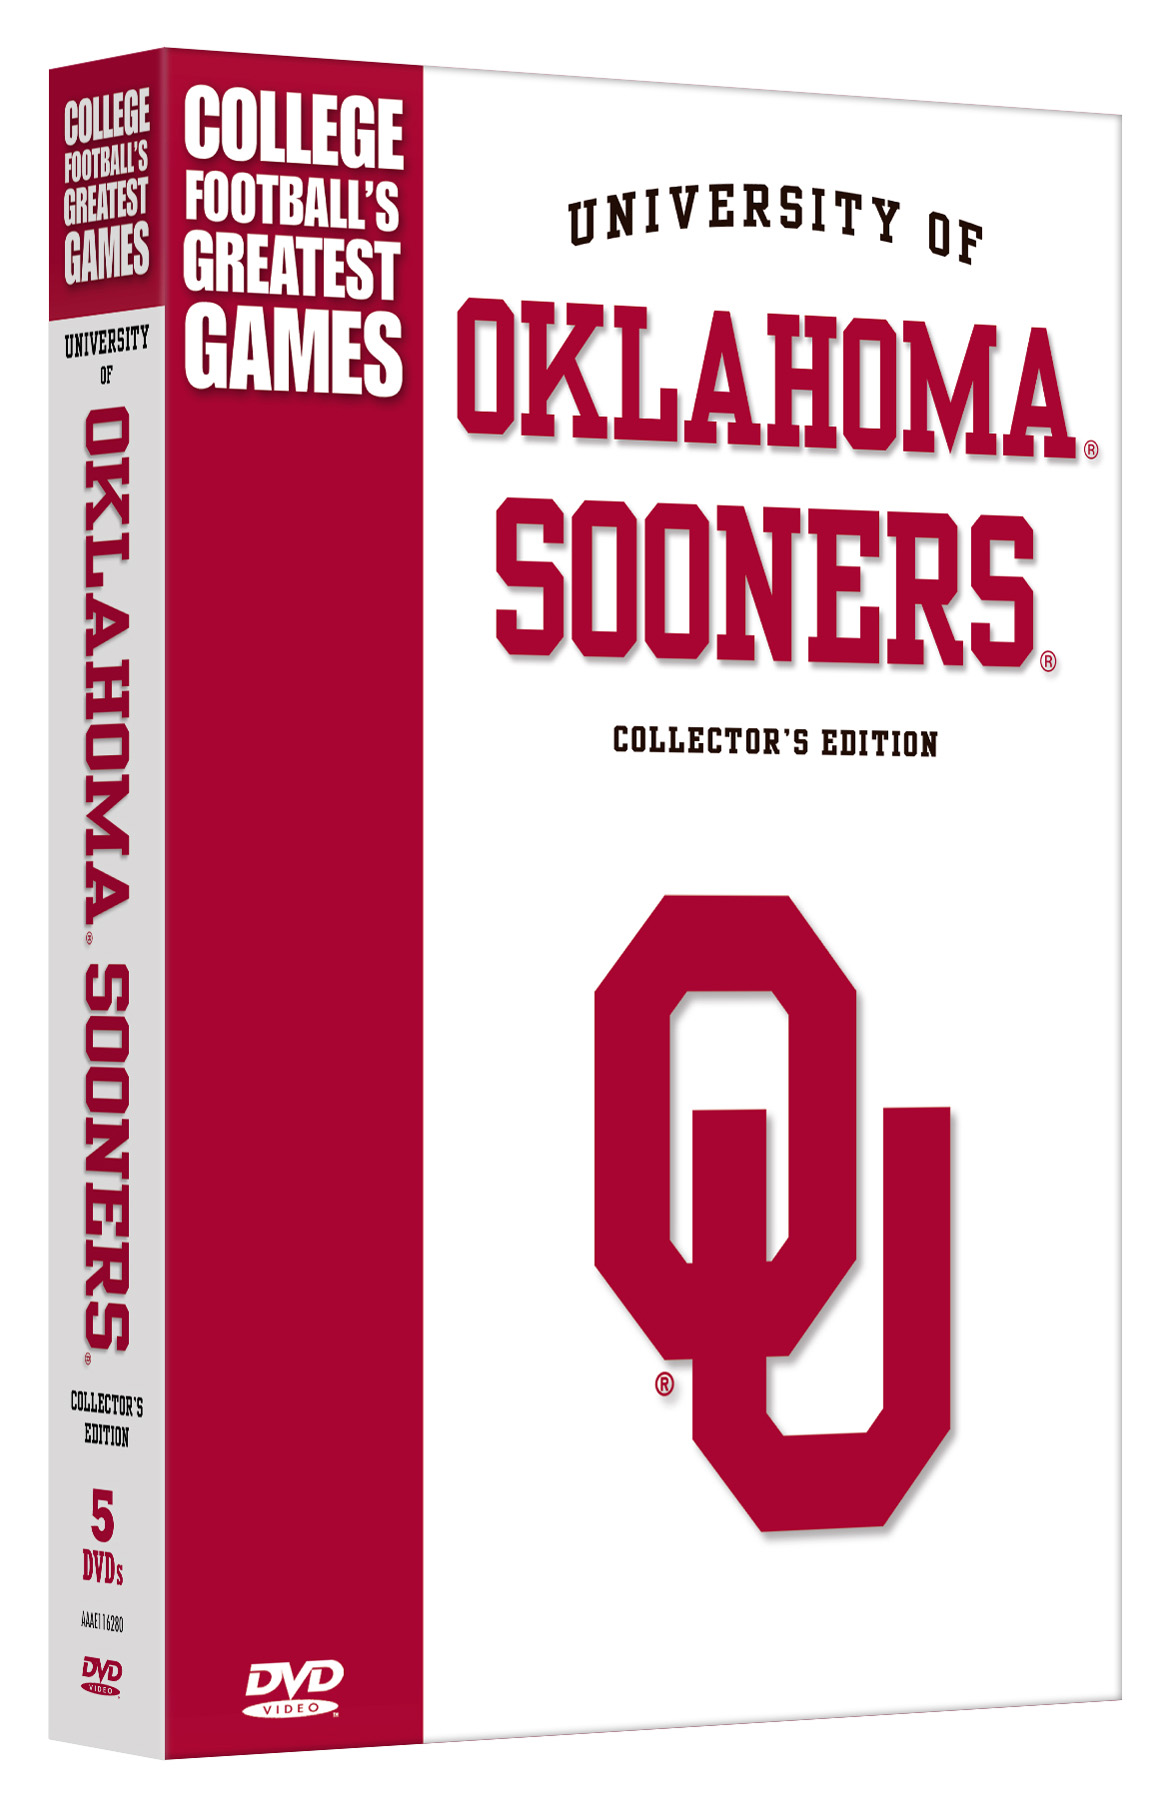 COLLEGE
FOOTBALL'S
GREATEST
GAMES
UNIVERSITY
OF
OKLAHOMA® SOONERS®
COLLECTOR'S
EDITION
5
DVDs
AAAE116280
DVD
VIDEO
COLLEGE
FOOTBALL'S
GREATEST
GAMES
DVD
VIDEO™
UNIVERSITY OF
OKLAHOMA®
SOONERS®
COLLECTOR'S EDITION
OU®